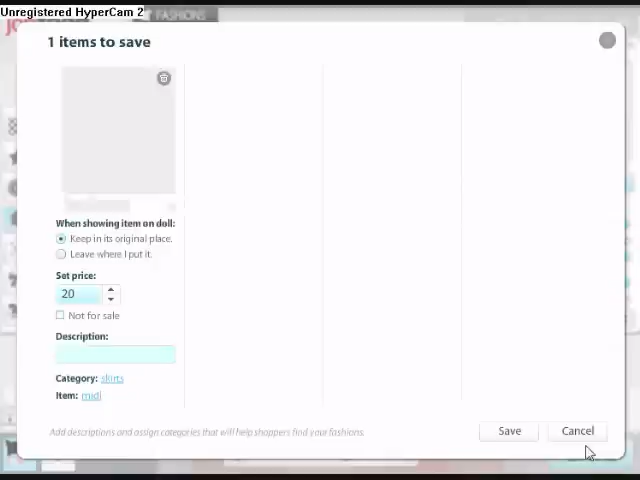 Unregistered HyperCam 2
FASHIONS
1 items to save
When showing item on doll:
Keep in its original place.
Leave where I put it.
Set price:
20
Not for sale
Description:
Category: skirts
Item: midi
Add descriptions and assign categories that will help shoppers find your fashions.
Save
Cancel